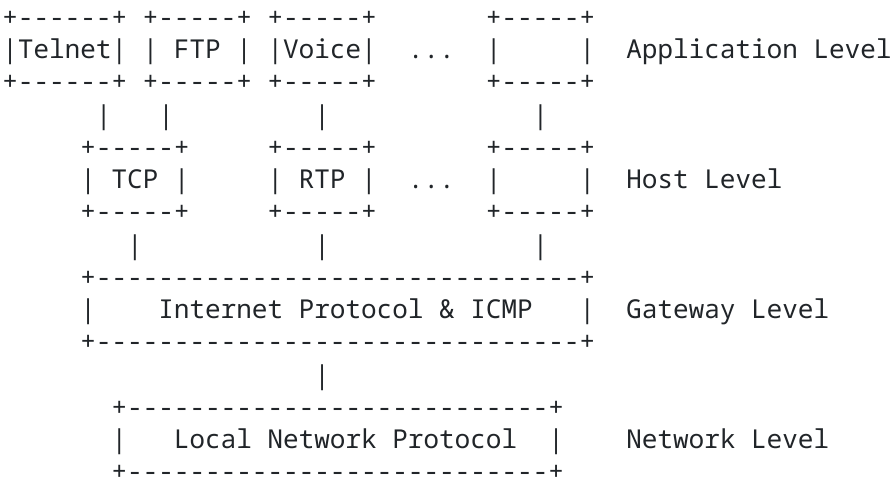 +------+ +-----+ +-----+       +-----+
|Telnet| | FTP | |Voice|  ...  |     |  Application Level
+------+ +-----+ +-----+       +-----+
      |   |         |             |
     +-----+     +-----+       +-----+
     | TCP |     | RTP |  ...  |     |  Host Level
     +-----+     +-----+       +-----+
        |           |             |
     +-------------------------------+
     |    Internet Protocol & ICMP   |  Gateway Level
     +-------------------------------+
                    |
       +---------------------------+
       |   Local Network Protocol  |    Network Level
       +---------------------------+